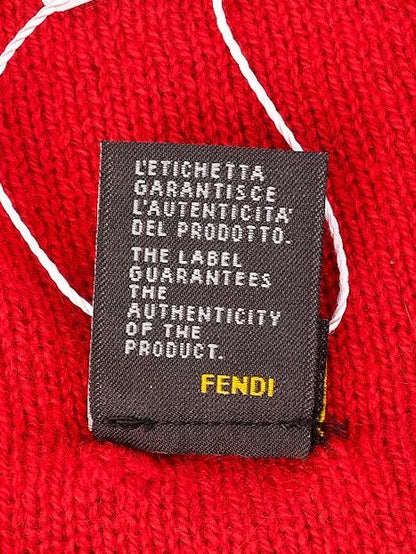 L'ETICHETTA
GARANTISCE
L'AUTENTICITA'
DEL PRODOTTO.
THE LABEL
GUARANTEES
THE
AUTHENTICITY
OF THE
PRODUCT.
FENDI